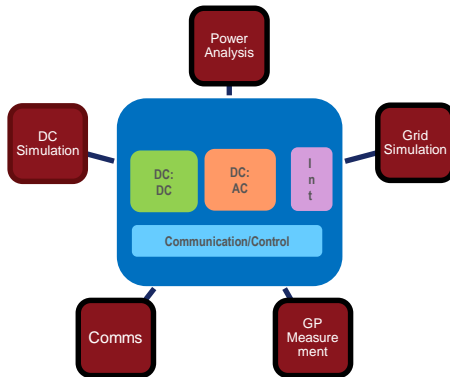 Power
Analysis
DC
Simulation
Grid
Simulation
DC:
DC
DC:
AC
I
n
t
Communication/Control
Comms
GP
Measure
ment